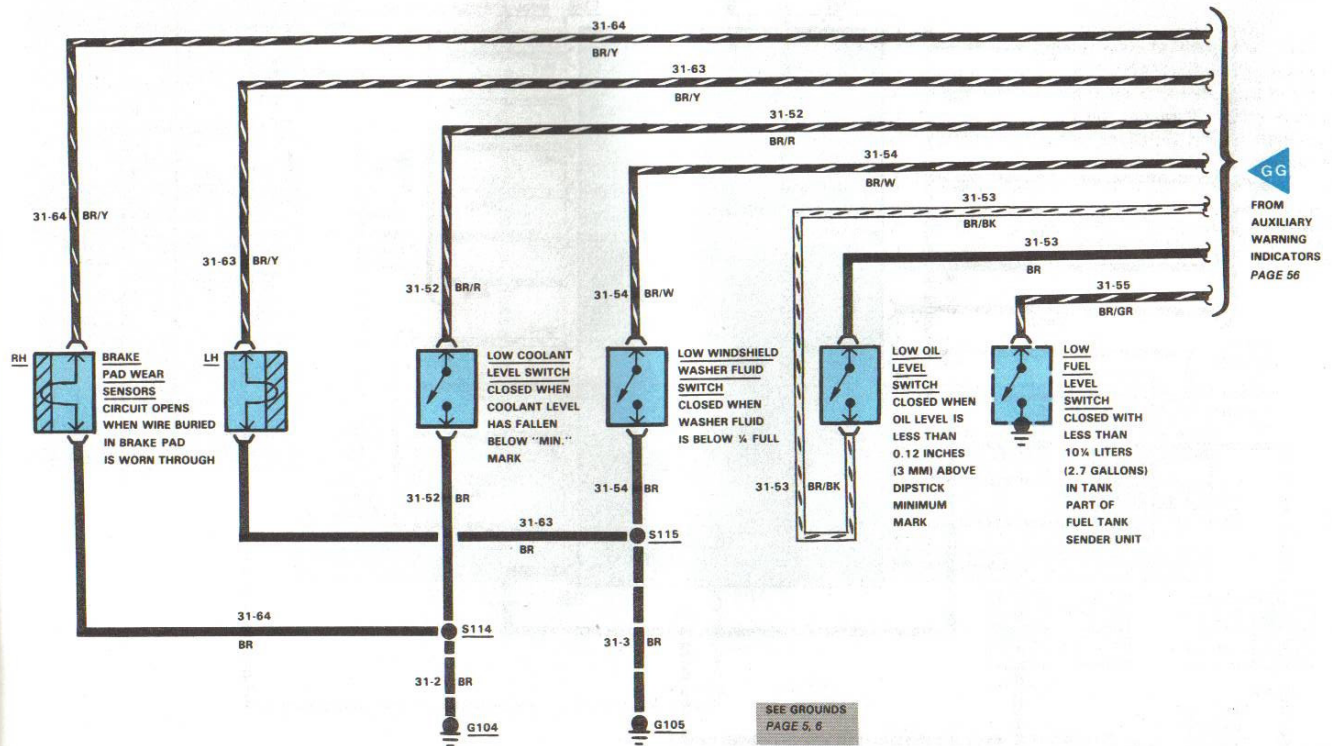 31-64
BR/Y
31-63
BR/Y
31-52
BR/R
31-54
BR/W
31-53
BR/BK
31-53
BR
31-55
BR/GR
GG
FROM
AUXILIARY
WARNING
INDICATORS
PAGE 56
31-64 BR/Y
31-63 BR/Y
31-52 BR/R
31-54 BR/W
RH
BRAKE
PAD WEAR
SENSORS
CIRCUIT OPENS
WHEN WIRE BURIED
IN BRAKE PAD
IS WORN THROUGH
LH
LOW COOLANT
LEVEL SWITCH
CLOSED WHEN
COOLANT LEVEL
HAS FALLEN
BELOW "MIN."
MARK
LOW WINDSHIELD
WASHER FLUID
SWITCH
CLOSED WHEN
WASHER FLUID
IS BELOW ¼ FULL
LOW OIL
LEVEL
SWITCH
CLOSED WHEN
OIL LEVEL IS
LESS THAN
0.12 INCHES
(3 MM) ABOVE
DIPSTICK
MINIMUM
MARK
LOW
FUEL
LEVEL
SWITCH
CLOSED WITH
LESS THAN
10¼ LITERS
(2.7 GALLONS)
IN TANK
PART OF
FUEL TANK
SENDER UNIT
31-52 BR
31-54 BR
31-53 BR/BK
31-63
BR
S115
31-64
BR
S114
31-3 BR
31-2 BR
G104
G105
SEE GROUNDS
PAGE 5, 6